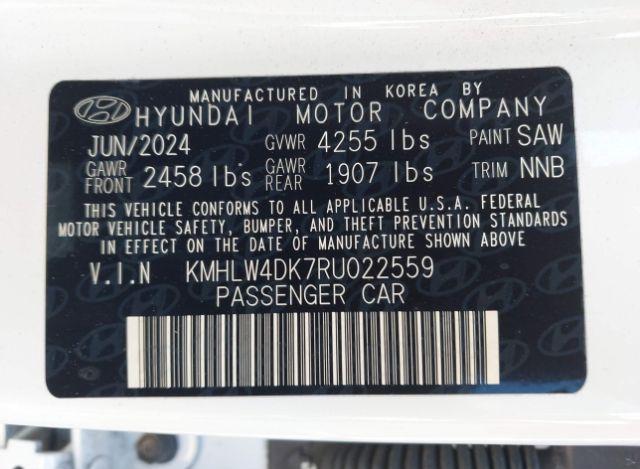 MANUFACTURED IN KOREA BY
HYUNDAI MOTOR COMPANY
JUN/2024 GVWR 4255 lbs PAINT SAW
GAWR FRONT 2458 lbs GAWR REAR 1907 lbs TRIM NNB
THIS VEHICLE CONFORMS TO ALL APPLICABLE U.S.A. FEDERAL
MOTOR VEHICLE SAFETY, BUMPER, AND THEFT PREVENTION STANDARDS
IN EFFECT ON THE DATE OF MANUFACTURE SHOWN ABOVE
V.I.N KMHLW4DK7RU022559
PASSENGER CAR